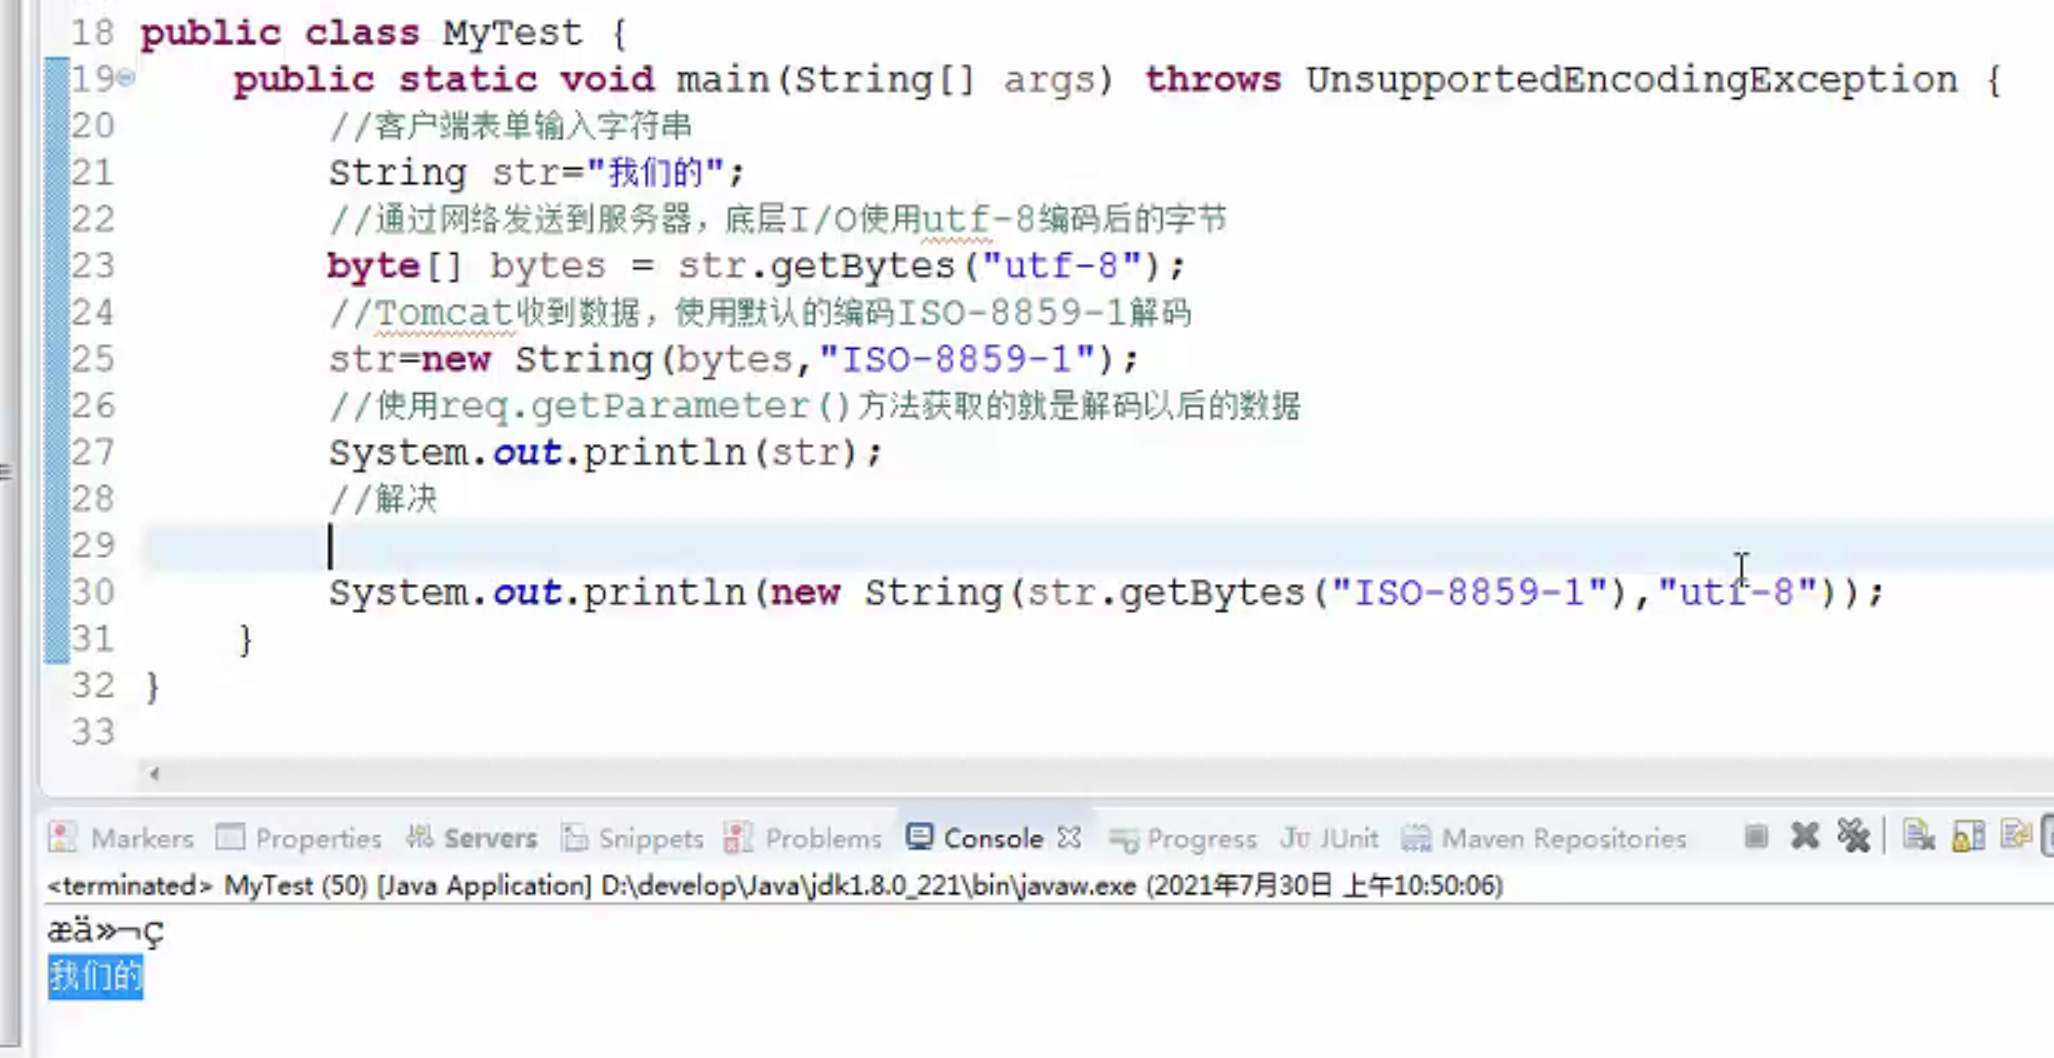 18 public class MyTest {
19 public static void main(String[] args) throws UnsupportedEncodingException {
20 //客户端表单输入字符串
21 String str="我们的";
22 //通过网络发送到服务器，底层I/O使用utf-8编码后的字节
23 byte[] bytes = str.getBytes("utf-8");
24 //Tomcat收到数据，使用默认的编码ISO-8859-1解码
25 str=new String(bytes,"ISO-8859-1");
26 //使用req.getParameter()方法获取的就是解码以后的数据
27 System.out.println(str);
28 //解决
29
30 System.out.println(new String(str.getBytes("ISO-8859-1"),"utf-8"));
31 }
32 }
33
Markers Properties Servers Snippets Problems Console Progress JU JUnit Maven Repositories
<terminated> MyTest (50) [Java Application] D:\develop\Java\jdk1.8.0_221\bin\javaw.exe (2021年7月30日 上午10:50:06)
æä»¬ç
我们的